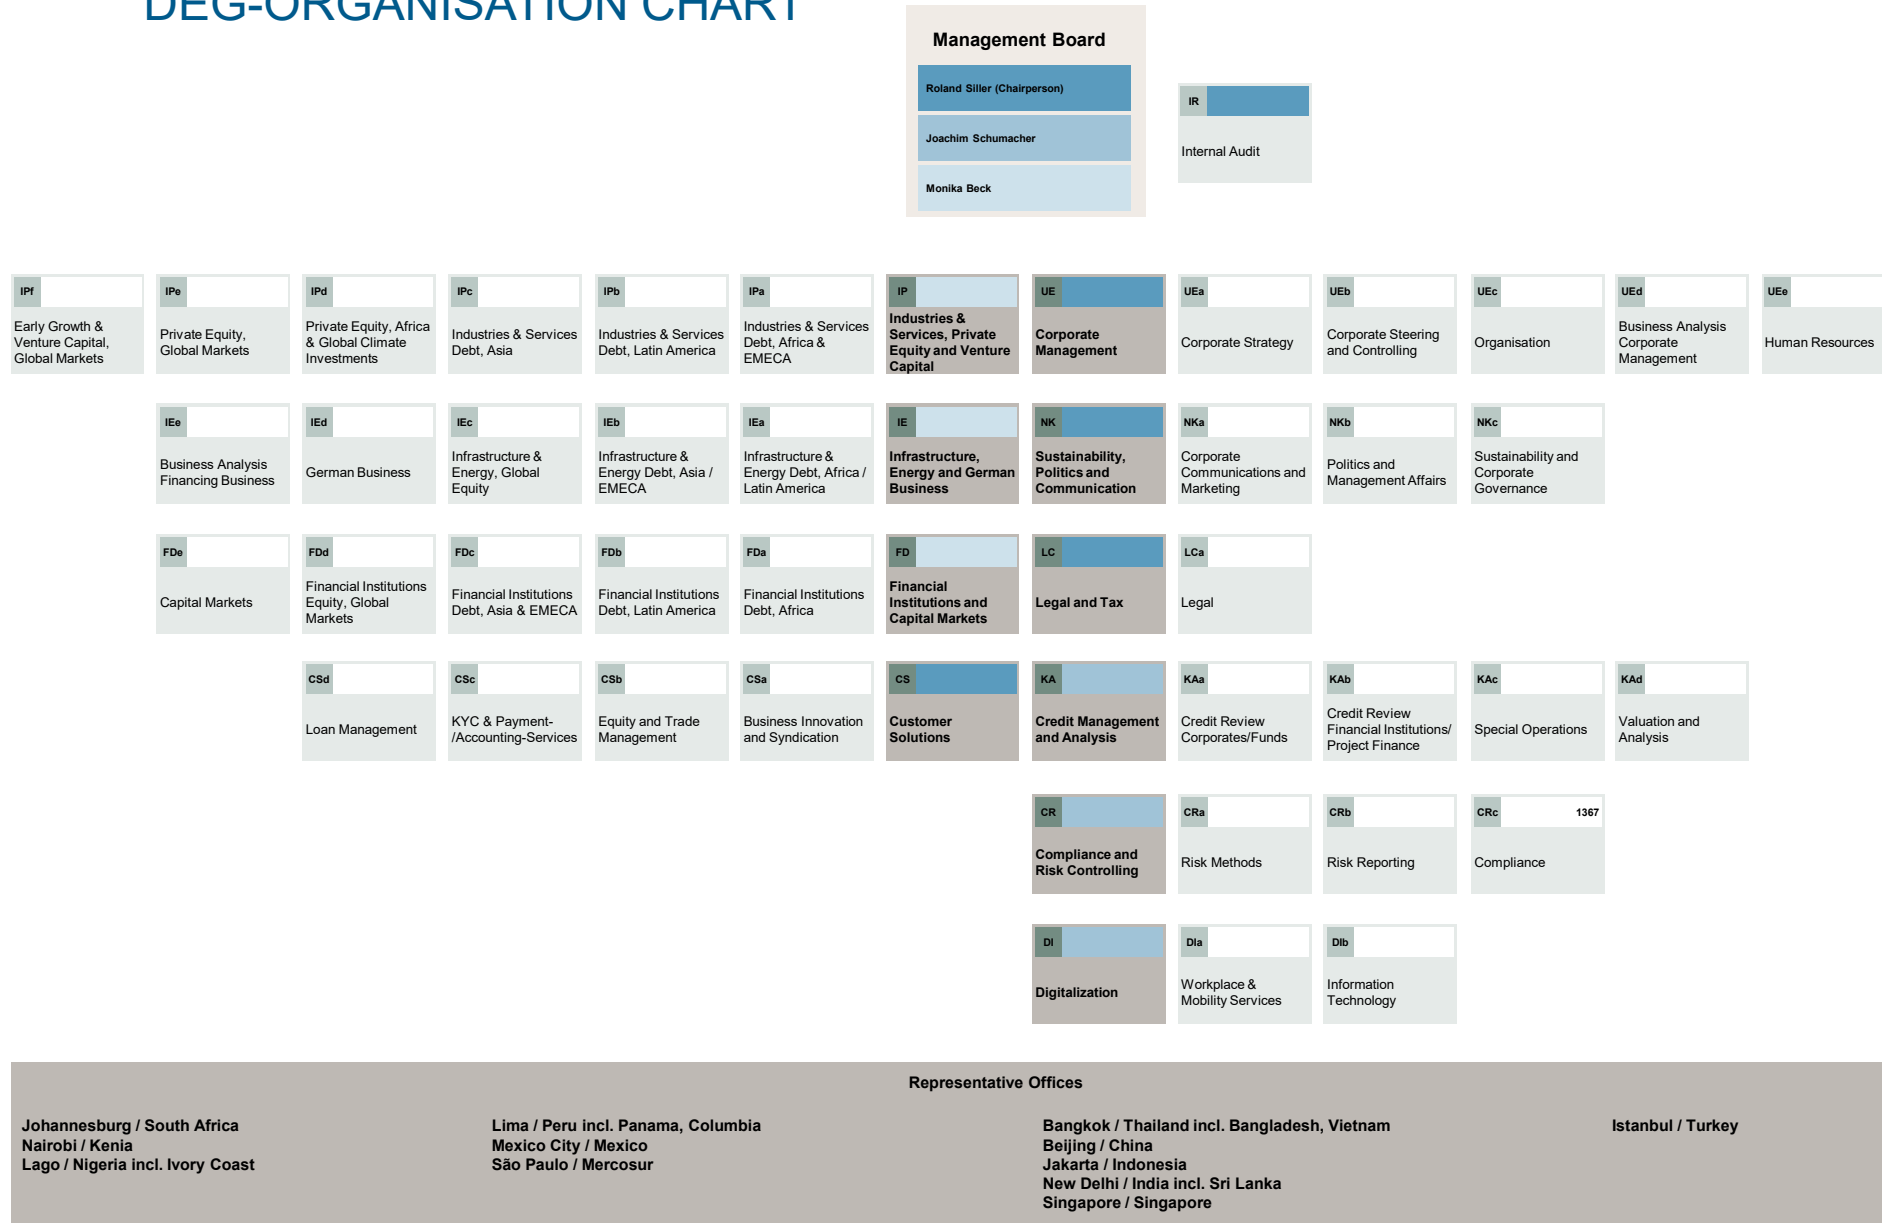 DEG-ORGANISATION CHART
Management Board
Roland Siller (Chairperson)
Joachim Schumacher
Monika Beck
IR
Internal Audit
IPf
Early Growth &
Venture Capital,
Global Markets
IPe
Private Equity,
Global Markets
IPd
Private Equity, Africa
& Global Climate
Investments
IPc
Industries & Services
Debt, Asia
IPb
Industries & Services
Debt, Latin America
IPa
Industries & Services
Debt, Africa &
EMECA
IP
Industries &
Services, Private
Equity and Venture
Capital
UE
Corporate
Management
UEa
Corporate Strategy
UEb
Corporate Steering
and Controlling
UEc
Organisation
UEd
Business Analysis
Corporate
Management
UEe
Human Resources
IEe
Business Analysis
Financing Business
IEd
German Business
IEc
Infrastructure &
Energy, Global
Equity
IEb
Infrastructure &
Energy Debt, Asia /
EMECA
IEa
Infrastructure &
Energy Debt, Africa /
Latin America
IE
Infrastructure,
Energy and German
Business
NK
Sustainability,
Politics and
Communication
NKa
Corporate
Communications and
Marketing
NKb
Politics and
Management Affairs
NKc
Sustainability and
Corporate
Governance
FDe
Capital Markets
FDd
Financial Institutions
Equity, Global
Markets
FDc
Financial Institutions
Debt, Asia & EMECA
FDb
Financial Institutions
Debt, Latin America
FDa
Financial Institutions
Debt, Africa
FD
Financial
Institutions and
Capital Markets
LC
Legal and Tax
LCa
Legal
CSd
Loan Management
CSc
KYC & Payment-
/Accounting-Services
CSb
Equity and Trade
Management
CSa
Business Innovation
and Syndication
CS
Customer
Solutions
KA
Credit Management
and Analysis
KAa
Credit Review
Corporates/Funds
KAb
Credit Review
Financial Institutions/
Project Finance
KAc
Special Operations
KAd
Valuation and
Analysis
CR
Compliance and
Risk Controlling
CRa
Risk Methods
CRb
Risk Reporting
CRc 1367
Compliance
DI
Digitalization
DIa
Workplace &
Mobility Services
DIb
Information
Technology
Representative Offices
Johannesburg / South Africa
Nairobi / Kenia
Lago / Nigeria incl. Ivory Coast
Lima / Peru incl. Panama, Columbia
Mexico City / Mexico
São Paulo / Mercosur
Bangkok / Thailand incl. Bangladesh, Vietnam
Beijing / China
Jakarta / Indonesia
New Delhi / India incl. Sri Lanka
Singapore / Singapore
Istanbul / Turkey